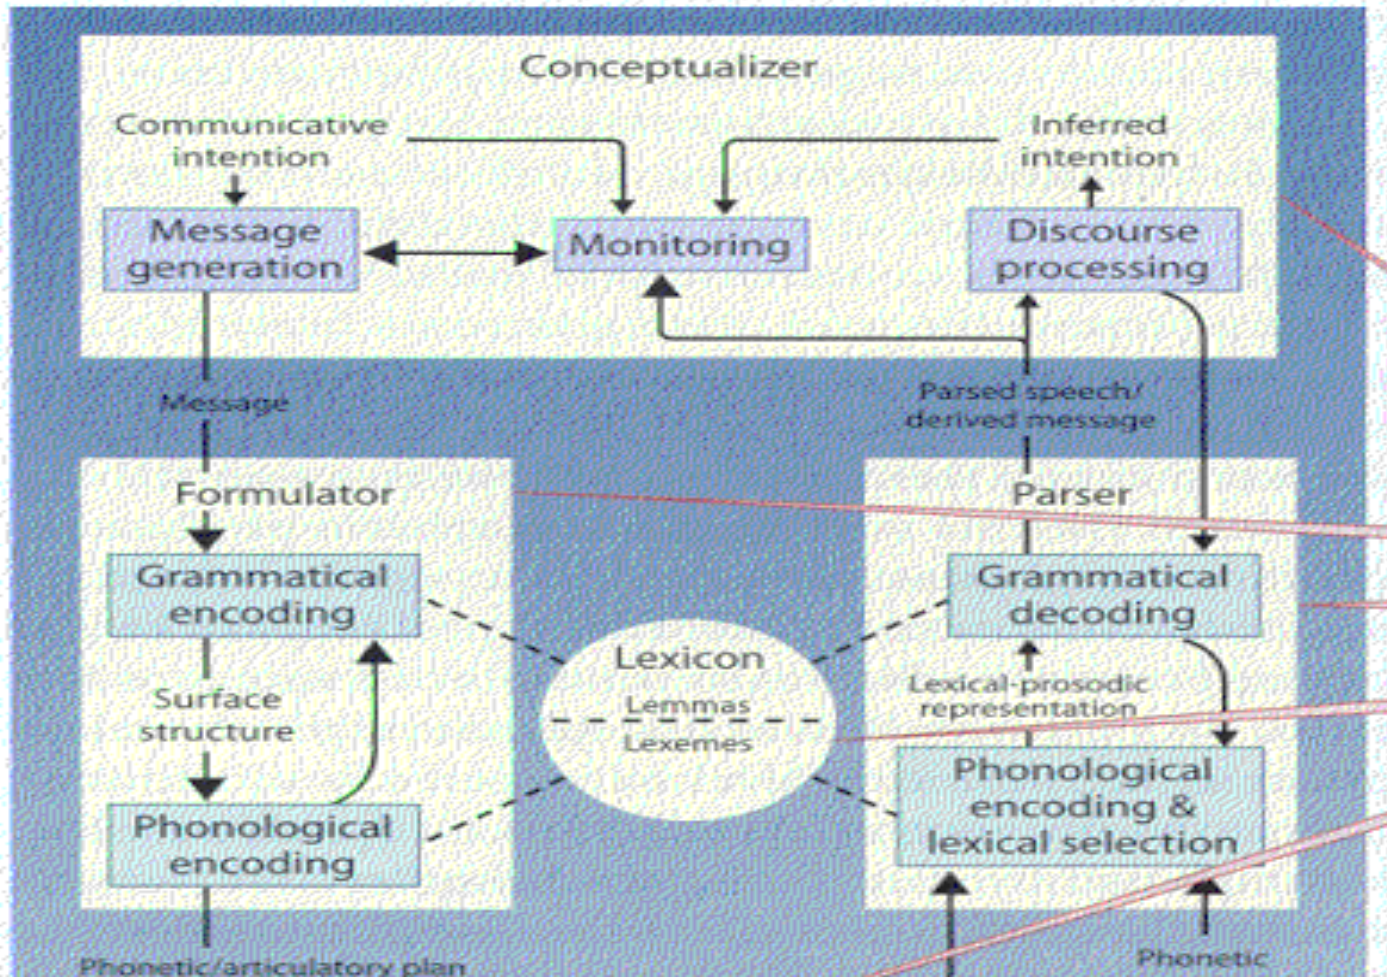 Conceptualizer
Communicative
intention
Inferred
intention
Message
generation
Monitoring
Discourse
processing
Message
Parsed speech/
derived message
Formulator
Parser
Grammatical
encoding
Grammatical
decoding
Lexicon
Lemmas
Lexemes
Surface
structure
Lexical-prosodic
representation
Phonological
encoding
Phonological
encoding &
lexical selection
Phonetic/articulatory plan
Phonetic